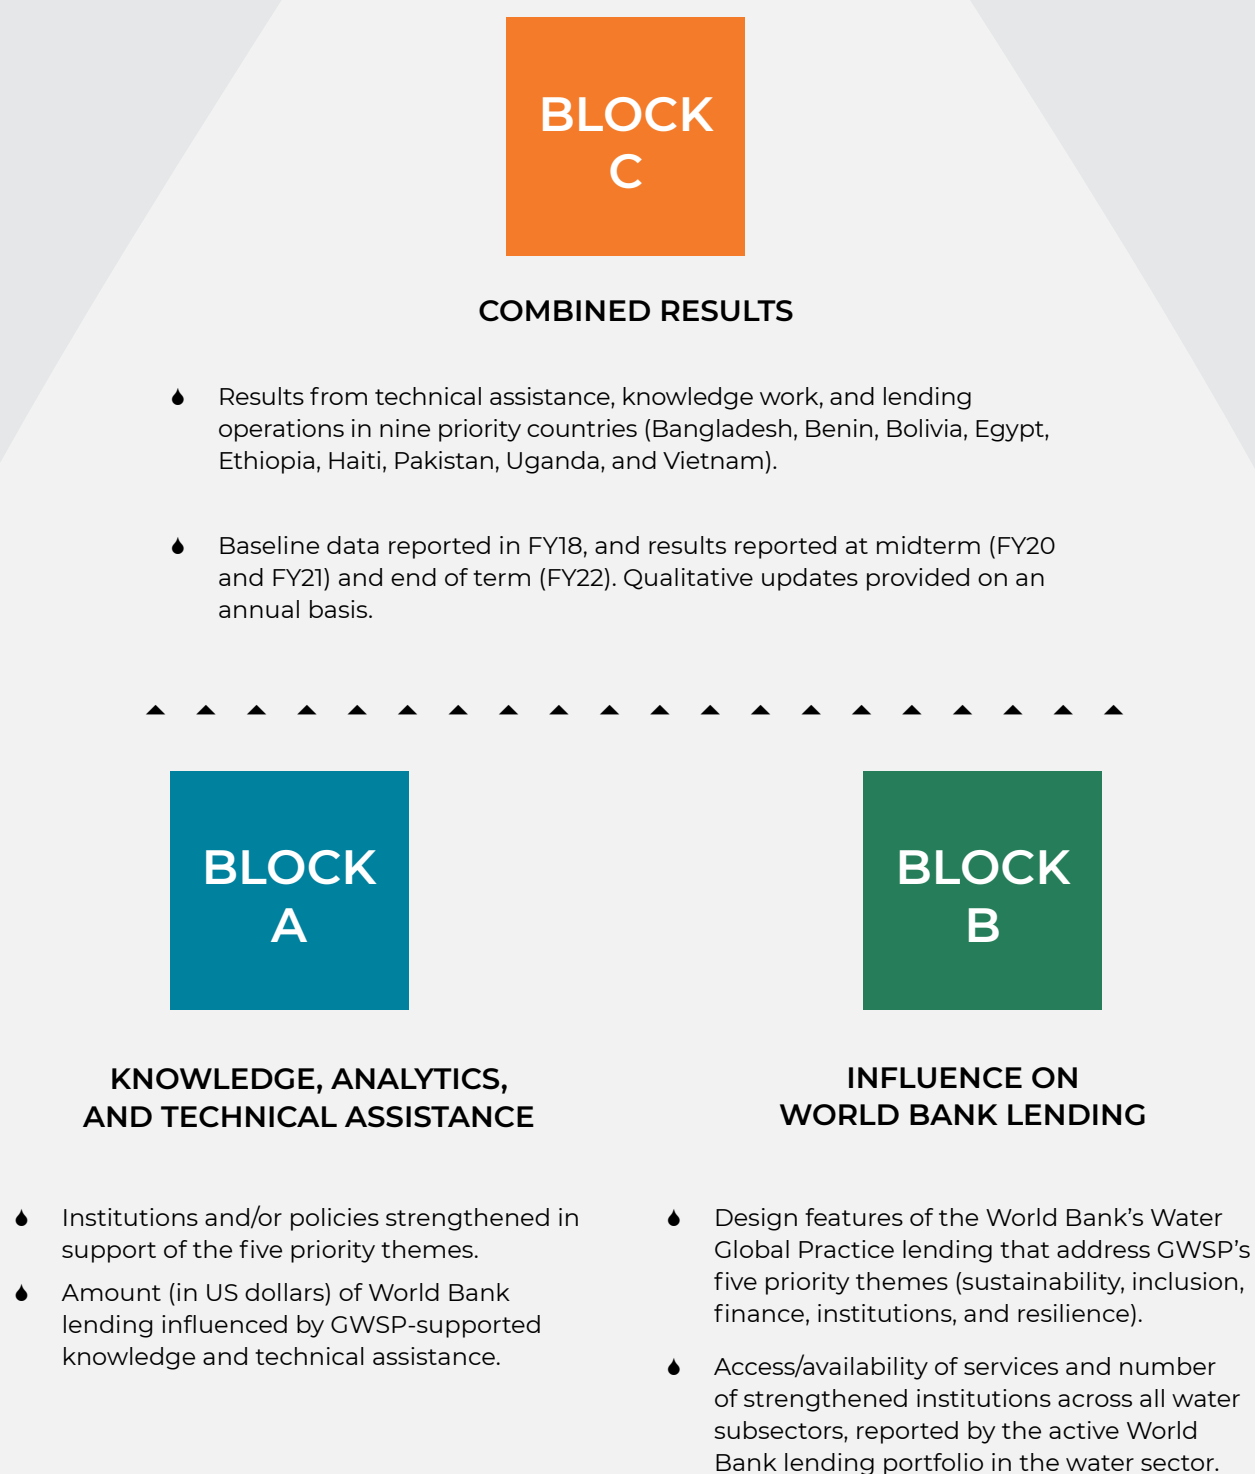 BLOCK
C
COMBINED RESULTS
Results from technical assistance, knowledge work, and lending
operations in nine priority countries (Bangladesh, Benin, Bolivia, Egypt,
Ethiopia, Haiti, Pakistan, Uganda, and Vietnam).
Baseline data reported in FY18, and results reported at midterm (FY20
and FY21) and end of term (FY22). Qualitative updates provided on an
annual basis.
BLOCK
A
KNOWLEDGE, ANALYTICS,
AND TECHNICAL ASSISTANCE
Institutions and/or policies strengthened in
support of the five priority themes.
Amount (in US dollars) of World Bank
lending influenced by GWSP-supported
knowledge and technical assistance.
BLOCK
B
INFLUENCE ON
WORLD BANK LENDING
Design features of the World Bank’s Water
Global Practice lending that address GWSP’s
five priority themes (sustainability, inclusion,
finance, institutions, and resilience).
Access/availability of services and number
of strengthened institutions across all water
subsectors, reported by the active World
Bank lending portfolio in the water sector.